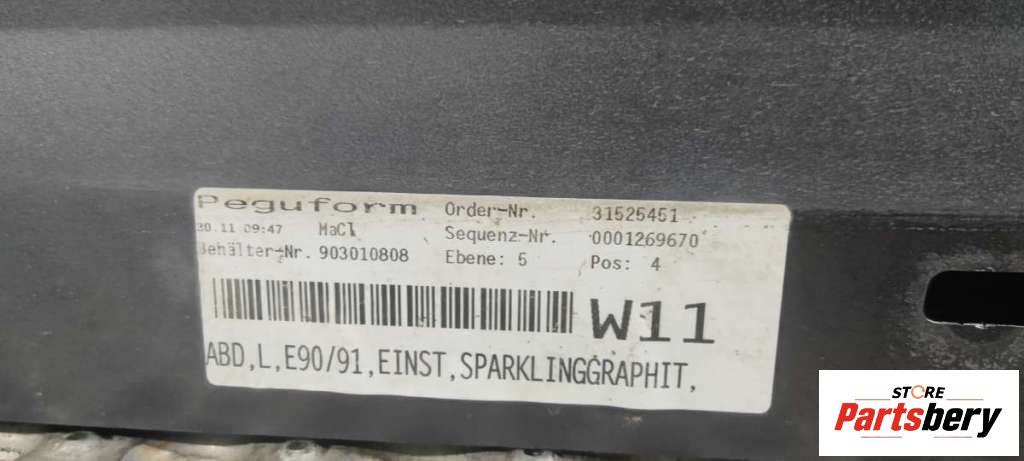 Peguform Order-Nr. 31525451
30.11 09:47 MaCl Sequenz-Nr. 0001269670
Behälter-Nr. 903010808 Ebene: 5 Pos: 4
W11
ABD,L,E90/91,EINST,SPARKLINGGRAPHIT,
STORE
Partsbery